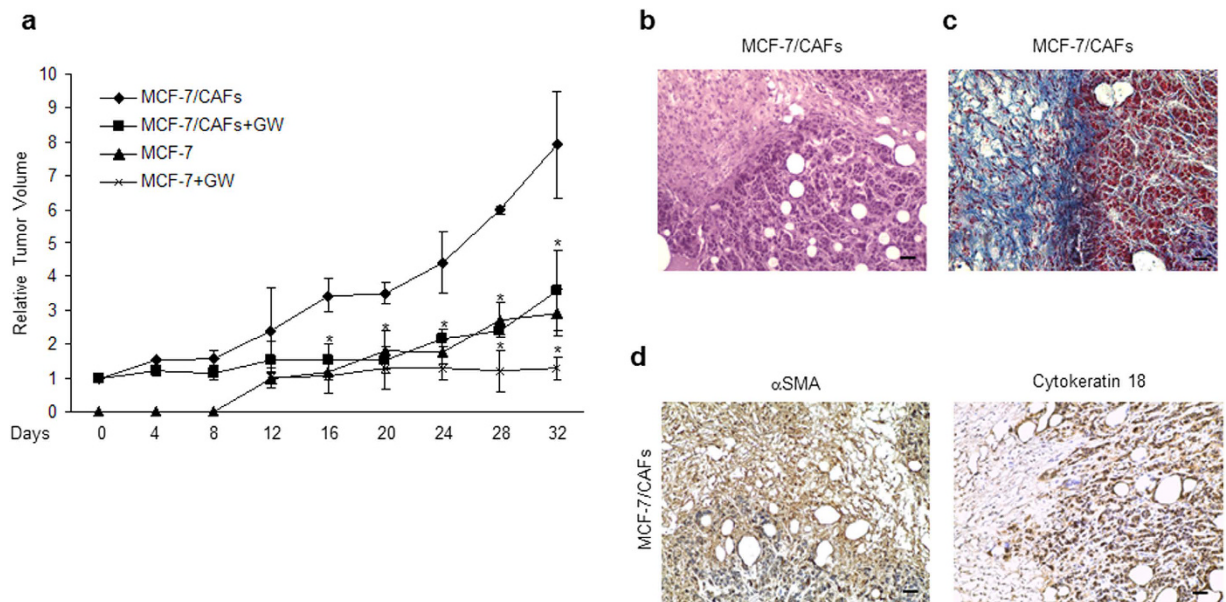 a
10
9
8
7
6
5
4
3
2
1
0
Relative Tumor Volume
MCF-7/CAFs
MCF-7/CAFs+GW
MCF-7
MCF-7+GW
* * * * * * *
Days 0 4 8 12 16 20 24 28 32
b
MCF-7/CAFs
c
MCF-7/CAFs
d
αSMA
Cytokeratin 18
MCF-7/CAFs